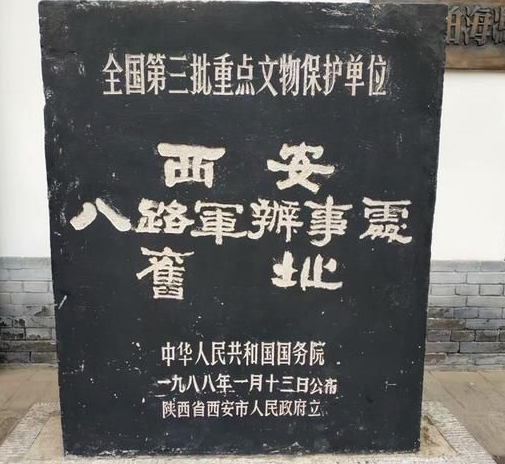 全国第三批重点文物保护单位
西安
八路軍辦事處
舊址
中华人民共和国国务院
一九八八年一月十三日公布
陕西省西安市人民政府立